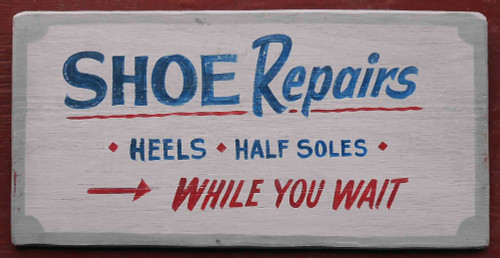 SHOE Repairs
• HEELS • HALF SOLES •
→ WHILE YOU WAIT